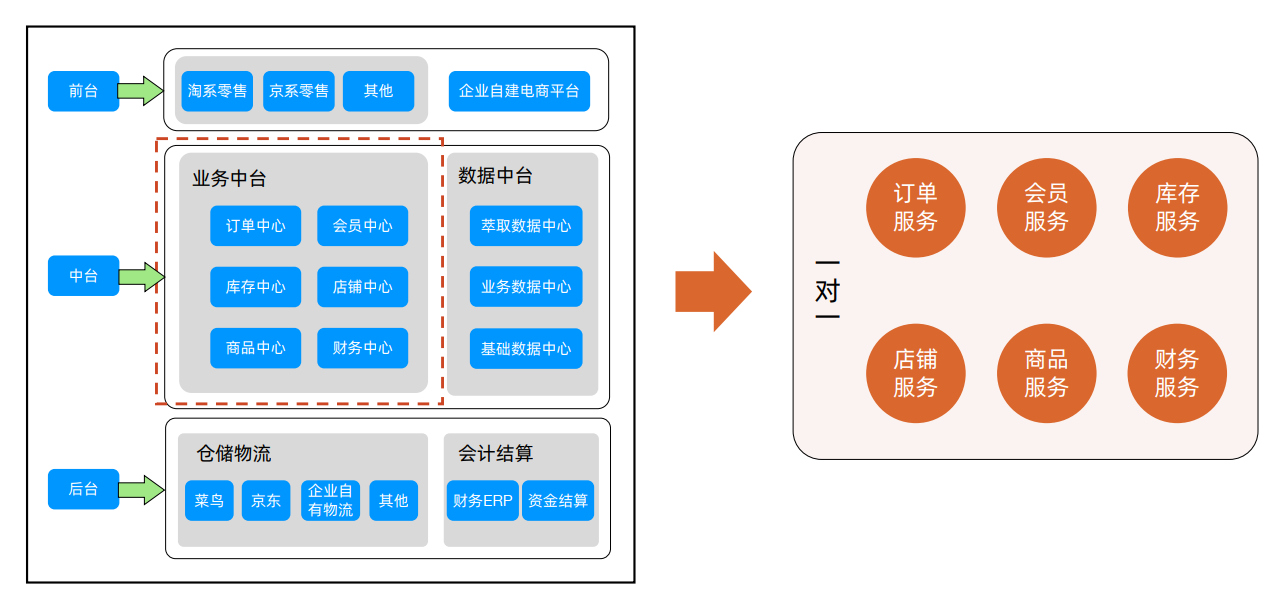 前台
淘系零售
京系零售
其他
企业自建电商平台
中台
业务中台
订单中心
会员中心
库存中心
店铺中心
商品中心
财务中心
数据中台
萃取数据中心
业务数据中心
基础数据中心
后台
仓储物流
菜鸟
京东
企业自
有物流
其他
会计结算
财务ERP
资金结算
一
对
一
订单
服务
会员
服务
库存
服务
店铺
服务
商品
服务
财务
服务